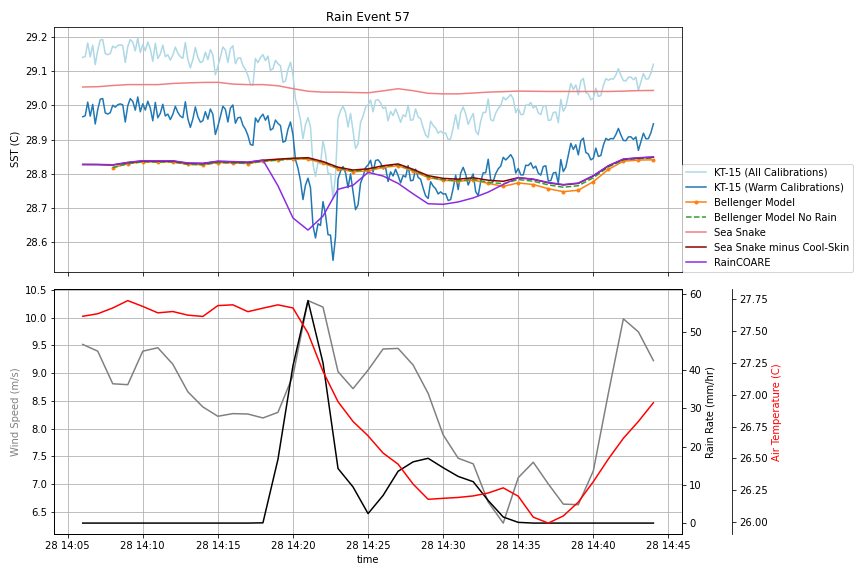 Rain Event 57
29.2
29.1
29.0
28.9
28.8
28.7
28.6
SST (C)
KT-15 (All Calibrations)
KT-15 (Warm Calibrations)
Bellenger Model
Bellenger Model No Rain
Sea Snake
Sea Snake minus Cool-Skin
RainCOARE
10.5
10.0
9.5
9.0
8.5
8.0
7.5
7.0
6.5
Wind Speed (m/s)
60
50
40
30
20
10
0
Rain Rate (mm/hr)
27.75
27.50
27.25
27.00
26.75
26.50
26.25
26.00
Air Temperature (C)
28 14:05 28 14:10 28 14:15 28 14:20 28 14:25 28 14:30 28 14:35 28 14:40 28 14:45
time